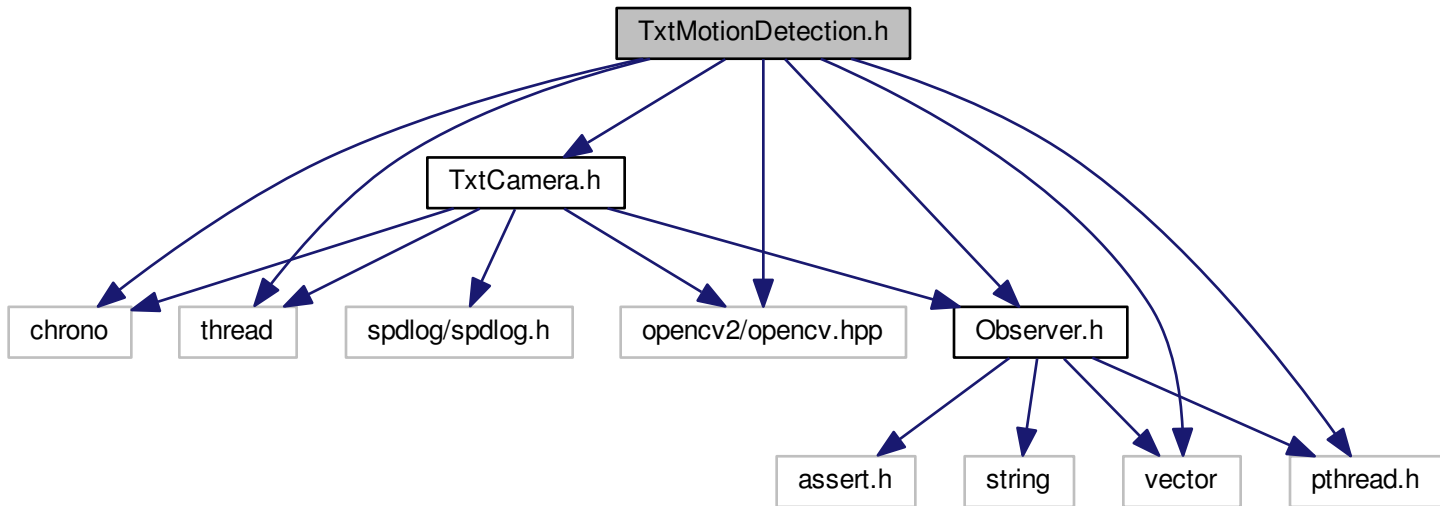 TxtMotionDetection.h
TxtCamera.h
chrono
thread
spdlog/spdlog.h
opencv2/opencv.hpp
Observer.h
assert.h
string
vector
pthread.h